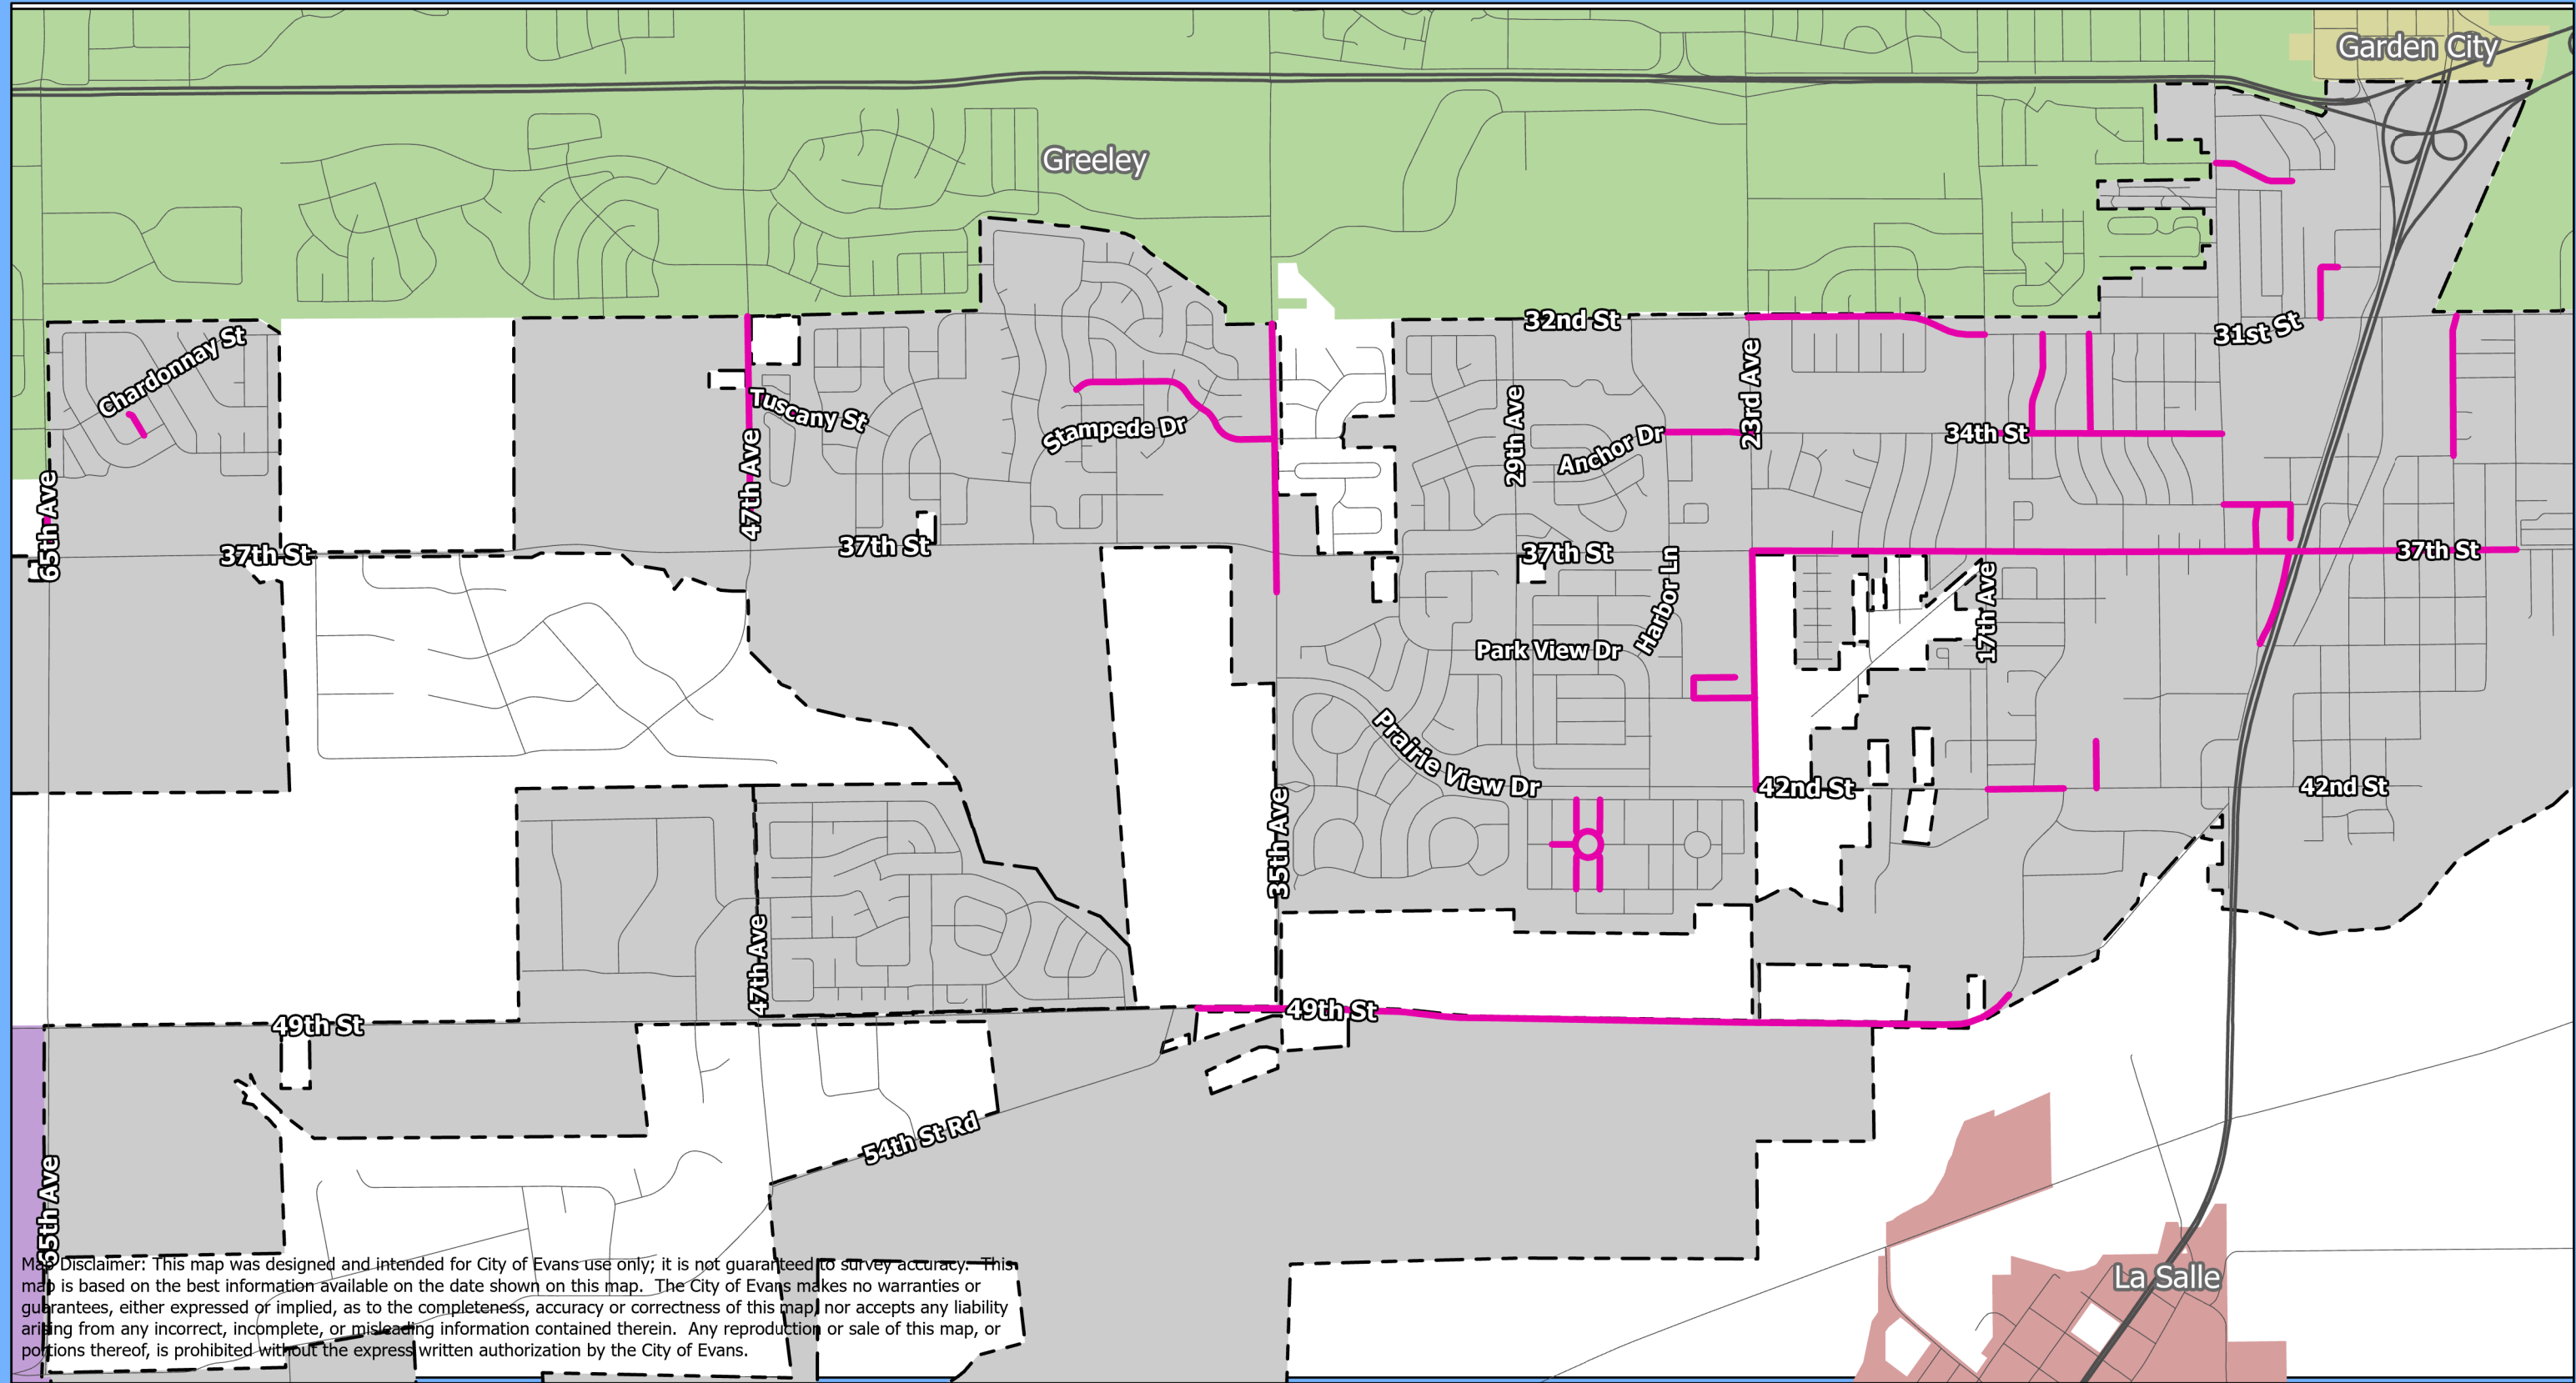 Garden City
Greeley
32nd St
31st St
Chardonnay St
23rd Ave
Tuscany St
Stampede Dr
29th Ave
Anchor Dr
34th St
47th Ave
65th Ave
37th St
37th St
37th St
37th St
Harbor Ln
17th Ave
Park View Dr
Prairie View Dr
42nd St
42nd St
35th Ave
47th Ave
49th St
49th St
54th St Rd
65th Ave
La Salle
Map Disclaimer: This map was designed and intended for City of Evans use only; it is not guaranteed to survey accuracy. This
map is based on the best information available on the date shown on this map. The City of Evans makes no warranties or
guarantees, either expressed or implied, as to the completeness, accuracy or correctness of this map, nor accepts any liability
arising from any incorrect, incomplete, or misleading information contained therein. Any reproduction or sale of this map, or
portions thereof, is prohibited without the express written authorization by the City of Evans.